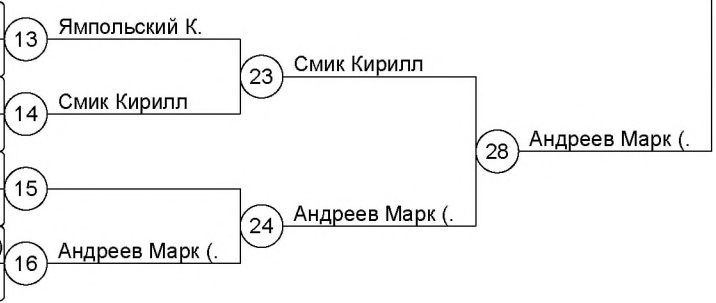 13 Ямпольский К.
23 Смик Кирилл
14 Смик Кирилл
28 Андреев Марк (.
15
24 Андреев Марк (.
16 Андреев Марк (.